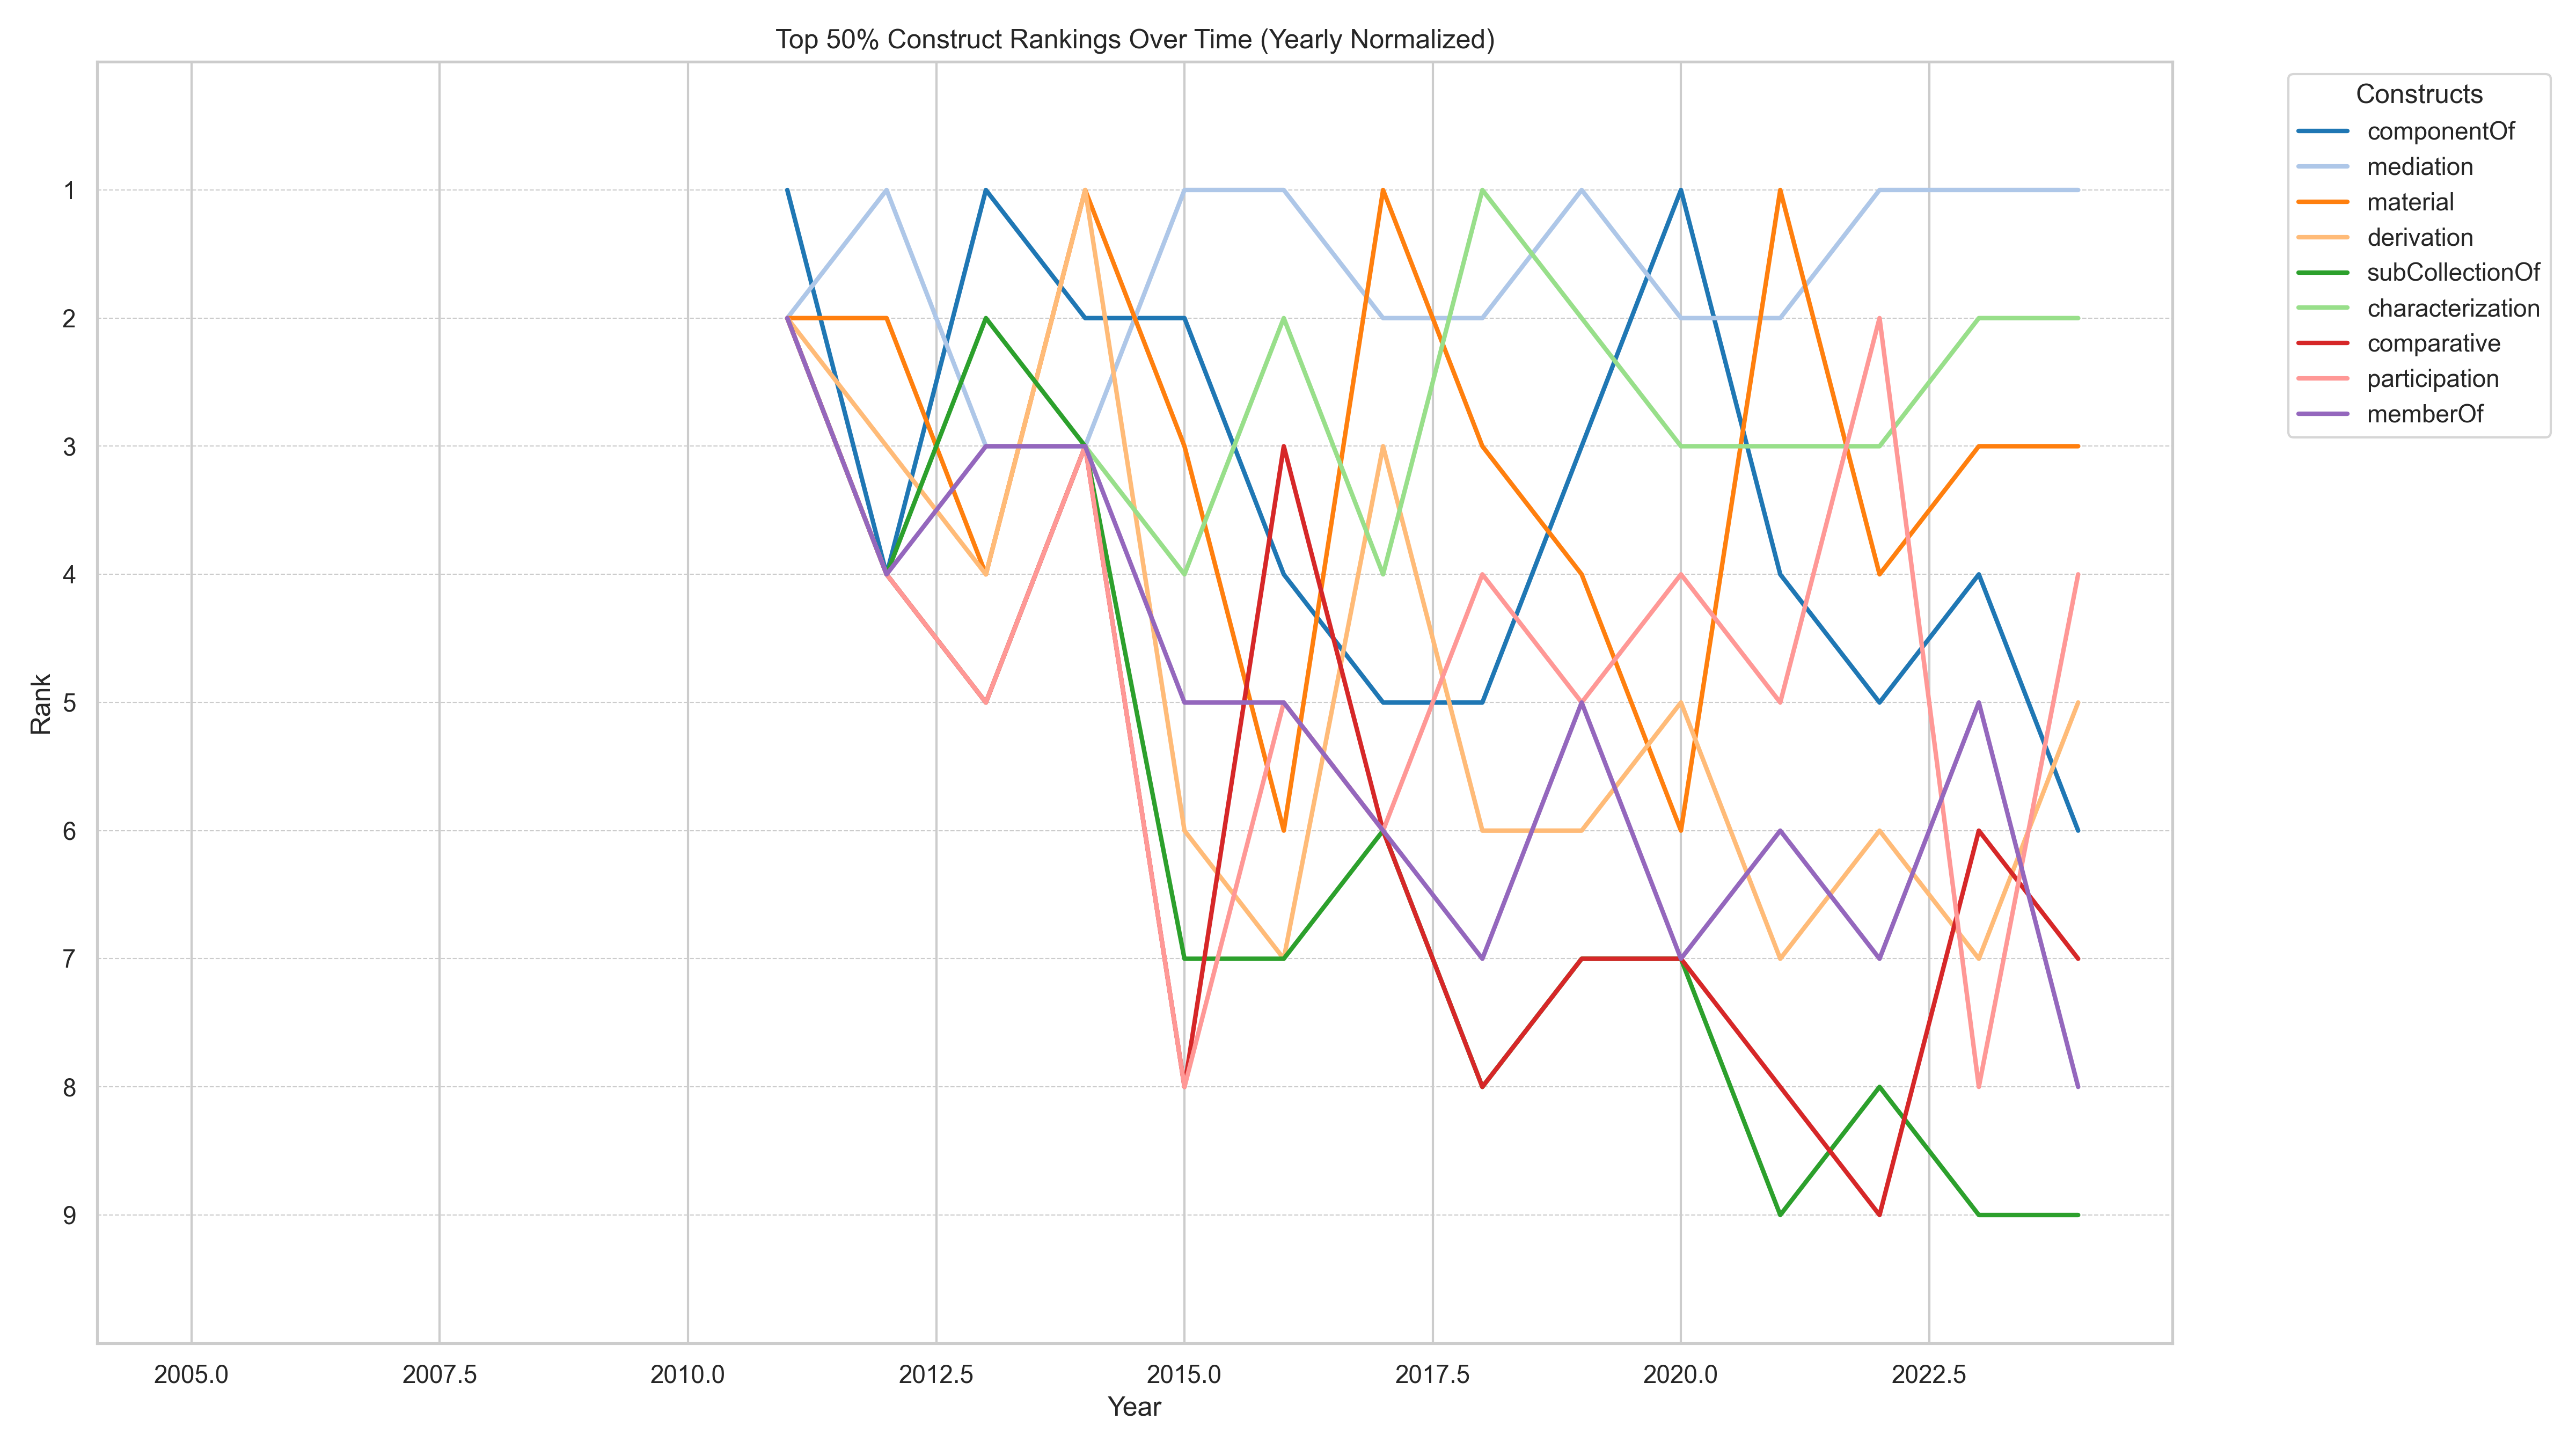 Top 50% Construct Rankings Over Time (Yearly Normalized)
Constructs
componentOf
mediation
material
derivation
subCollectionOf
characterization
comparative
participation
memberOf
Rank
1
2
3
4
5
6
7
8
9
2005.0 2007.5 2010.0 2012.5 2015.0 2017.5 2020.0 2022.5
Year